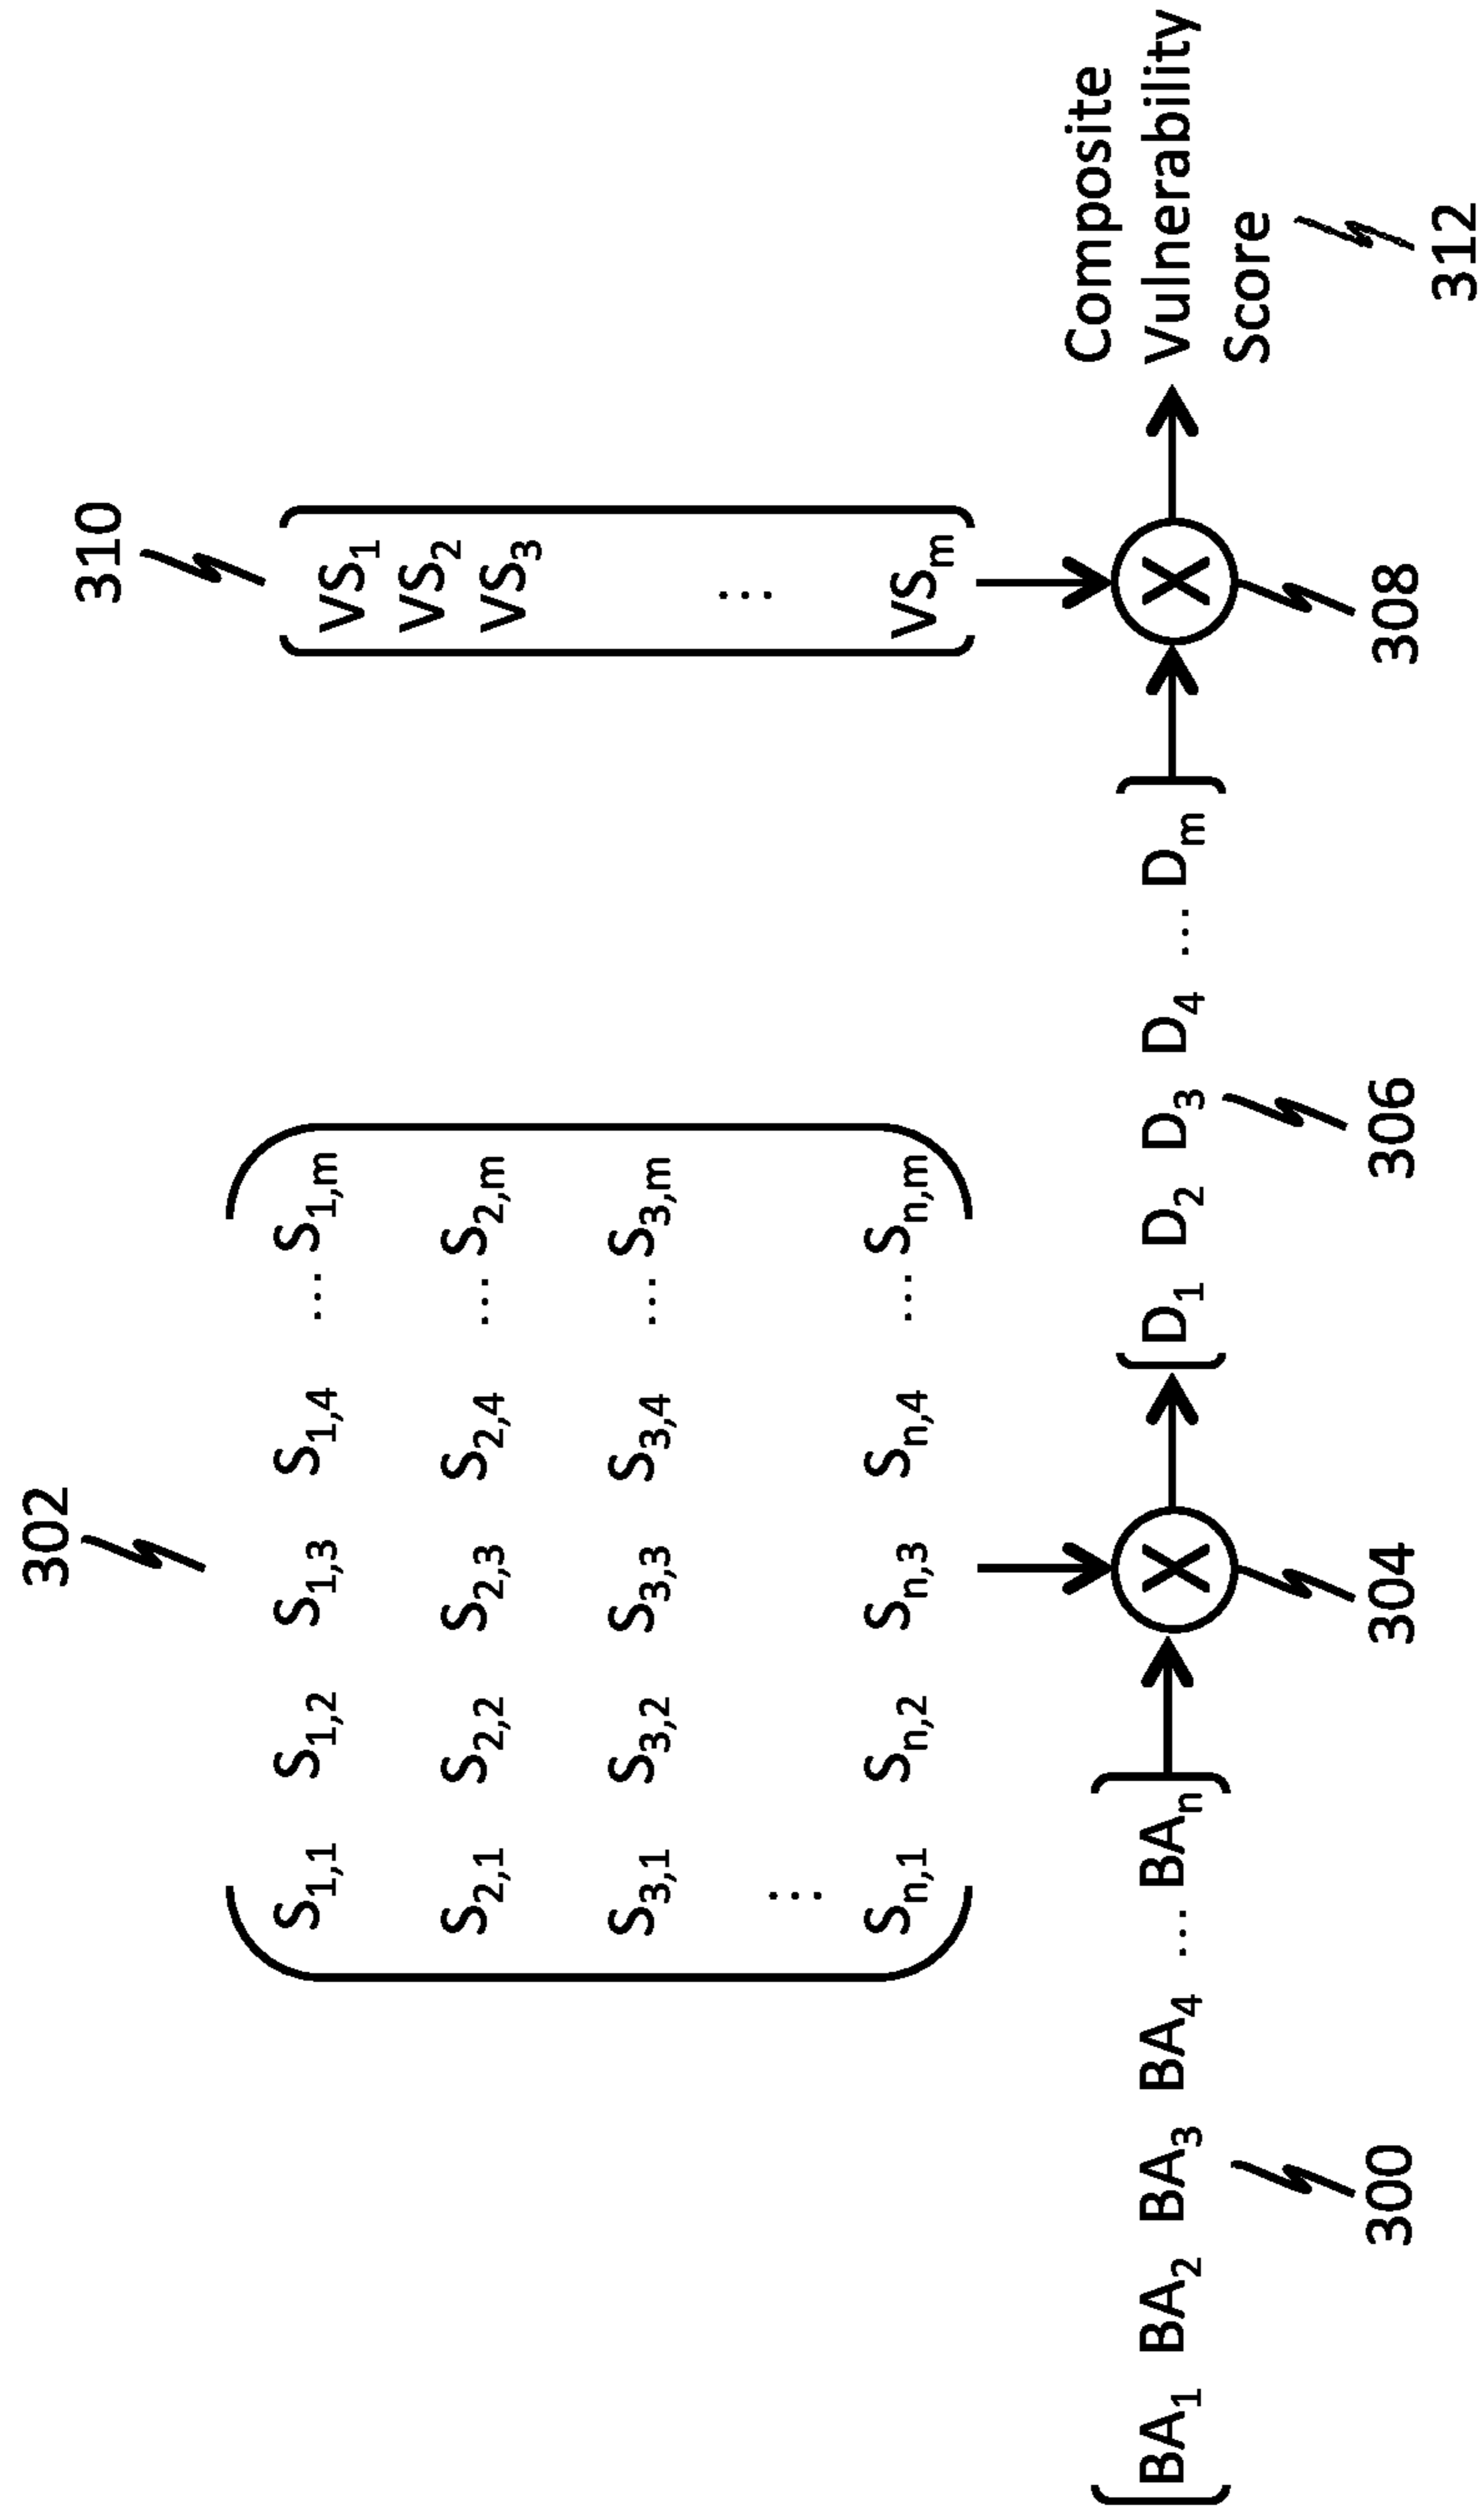 302
310
S1,1 S1,2 S1,3 S1,4 ... S1,m
S2,1 S2,2 S2,3 S2,4 ... S2,m
S3,1 S3,2 S3,3 S3,4 ... S3,m
...
Sn,1 Sn,2 Sn,3 Sn,4 ... Sn,m
VS1
VS2
VS3
...
VSm
[BA1 BA2 BA3 BA4 ... BAn]
X
[D1 D2 D3 D4 ... Dm]
X
Composite
Vulnerability
Score
300
304
306
308
312